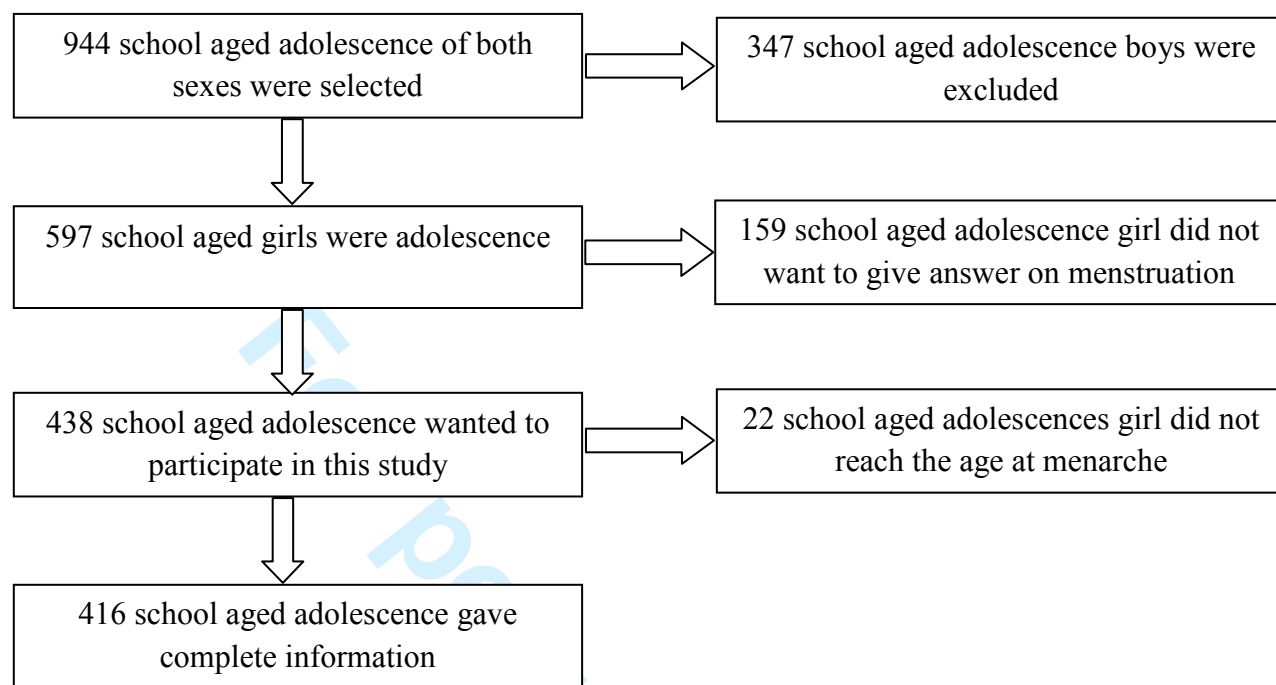 944 school aged adolescence of both
sexes were selected
347 school aged adolescence boys were
excluded
597 school aged girls were adolescence
159 school aged adolescence girl did not
want to give answer on menstruation
438 school aged adolescence wanted to
participate in this study
22 school aged adolescences girl did not
reach the age at menarche
416 school aged adolescence gave
complete information